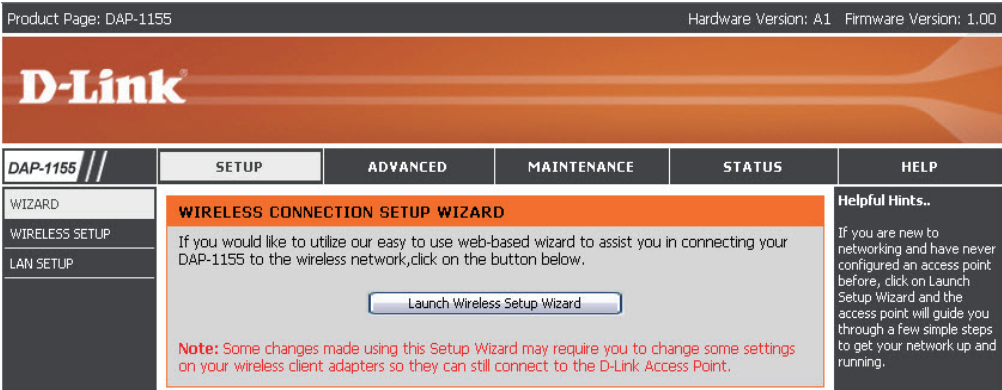 Product Page: DAP-1155
Hardware Version: A1 Firmware Version: 1.00
D-Link
DAP-1155
SETUP
ADVANCED
MAINTENANCE
STATUS
HELP
WIZARD
WIRELESS SETUP
LAN SETUP
WIRELESS CONNECTION SETUP WIZARD
If you would like to utilize our easy to use web-based wizard to assist you in connecting your
DAP-1155 to the wireless network,click on the button below.
Launch Wireless Setup Wizard
Note: Some changes made using this Setup Wizard may require you to change some settings
on your wireless client adapters so they can still connect to the D-Link Access Point.
Helpful Hints..
If you are new to
networking and have never
configured an access point
before, click on Launch
Setup Wizard and the
access point will guide you
through a few simple steps
to get your network up and
running.